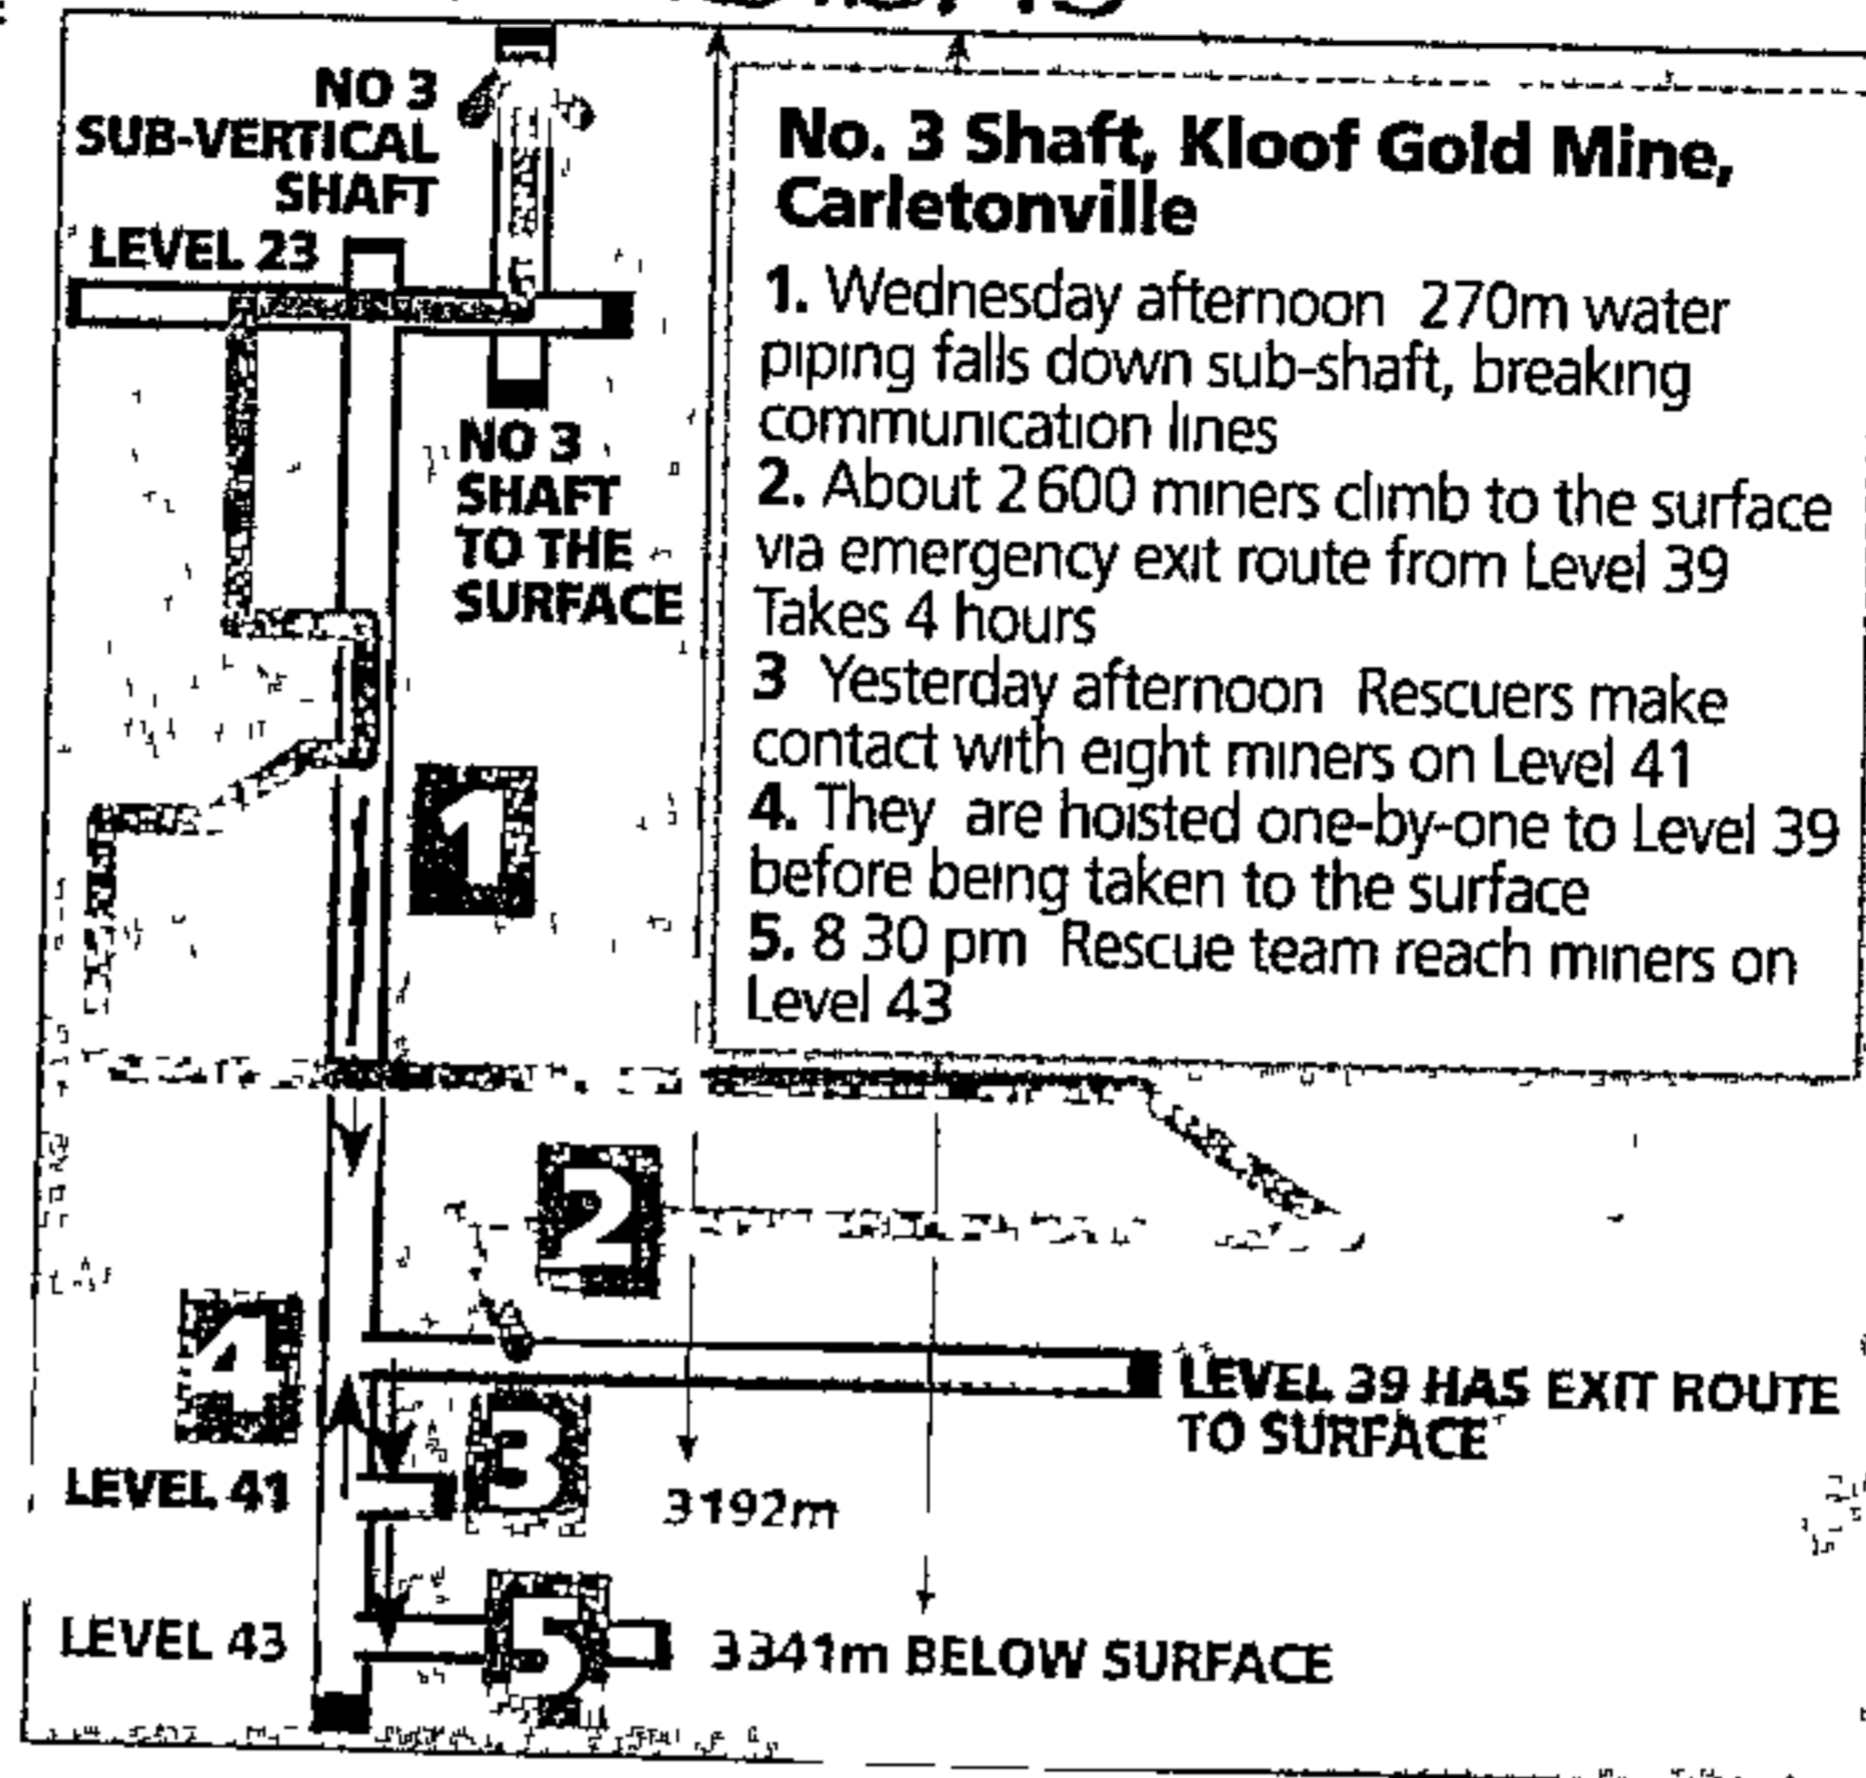 NO 3
SUB-VERTICAL
SHAFT
LEVEL 23
NO 3
SHAFT
TO THE
SURFACE
No. 3 Shaft, Kloof Gold Mine,
Carletonville
1. Wednesday afternoon 270m water
piping falls down sub-shaft, breaking
communication lines
2. About 2 600 miners climb to the surface
via emergency exit route from Level 39
Takes 4 hours
3 Yesterday afternoon Rescuers make
contact with eight miners on Level 41
4. They are hoisted one-by-one to Level 39
before being taken to the surface
5. 8 30 pm Rescue team reach miners on
Level 43
1
2
4
LEVEL 39 HAS EXIT ROUTE
TO SURFACE
3
LEVEL 41
3192m
5
LEVEL 43
3341m BELOW SURFACE